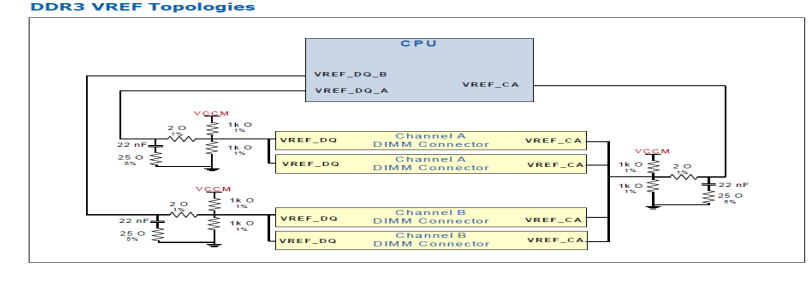 DDR3 VREF Topologies
CPU
VREF_DQ_B
VREF_DQ_A
VREF_CA
VCCM
2 O
1%
1k O
1%
22 nF
1k O
1%
25 O
5%
VREF_DQ
Channel A
DIMM Connector
VREF_CA
VREF_DQ
Channel A
DIMM Connector
VREF_CA
VCCM
1k O
1%
2 O
1%
1k O
1%
22 nF
25 O
5%
VCCM
2 O
1%
1k O
1%
22 nF
1k O
1%
25 O
5%
VREF_DQ
Channel B
DIMM Connector
VREF_CA
VREF_DQ
Channel B
DIMM Connector
VREF_CA